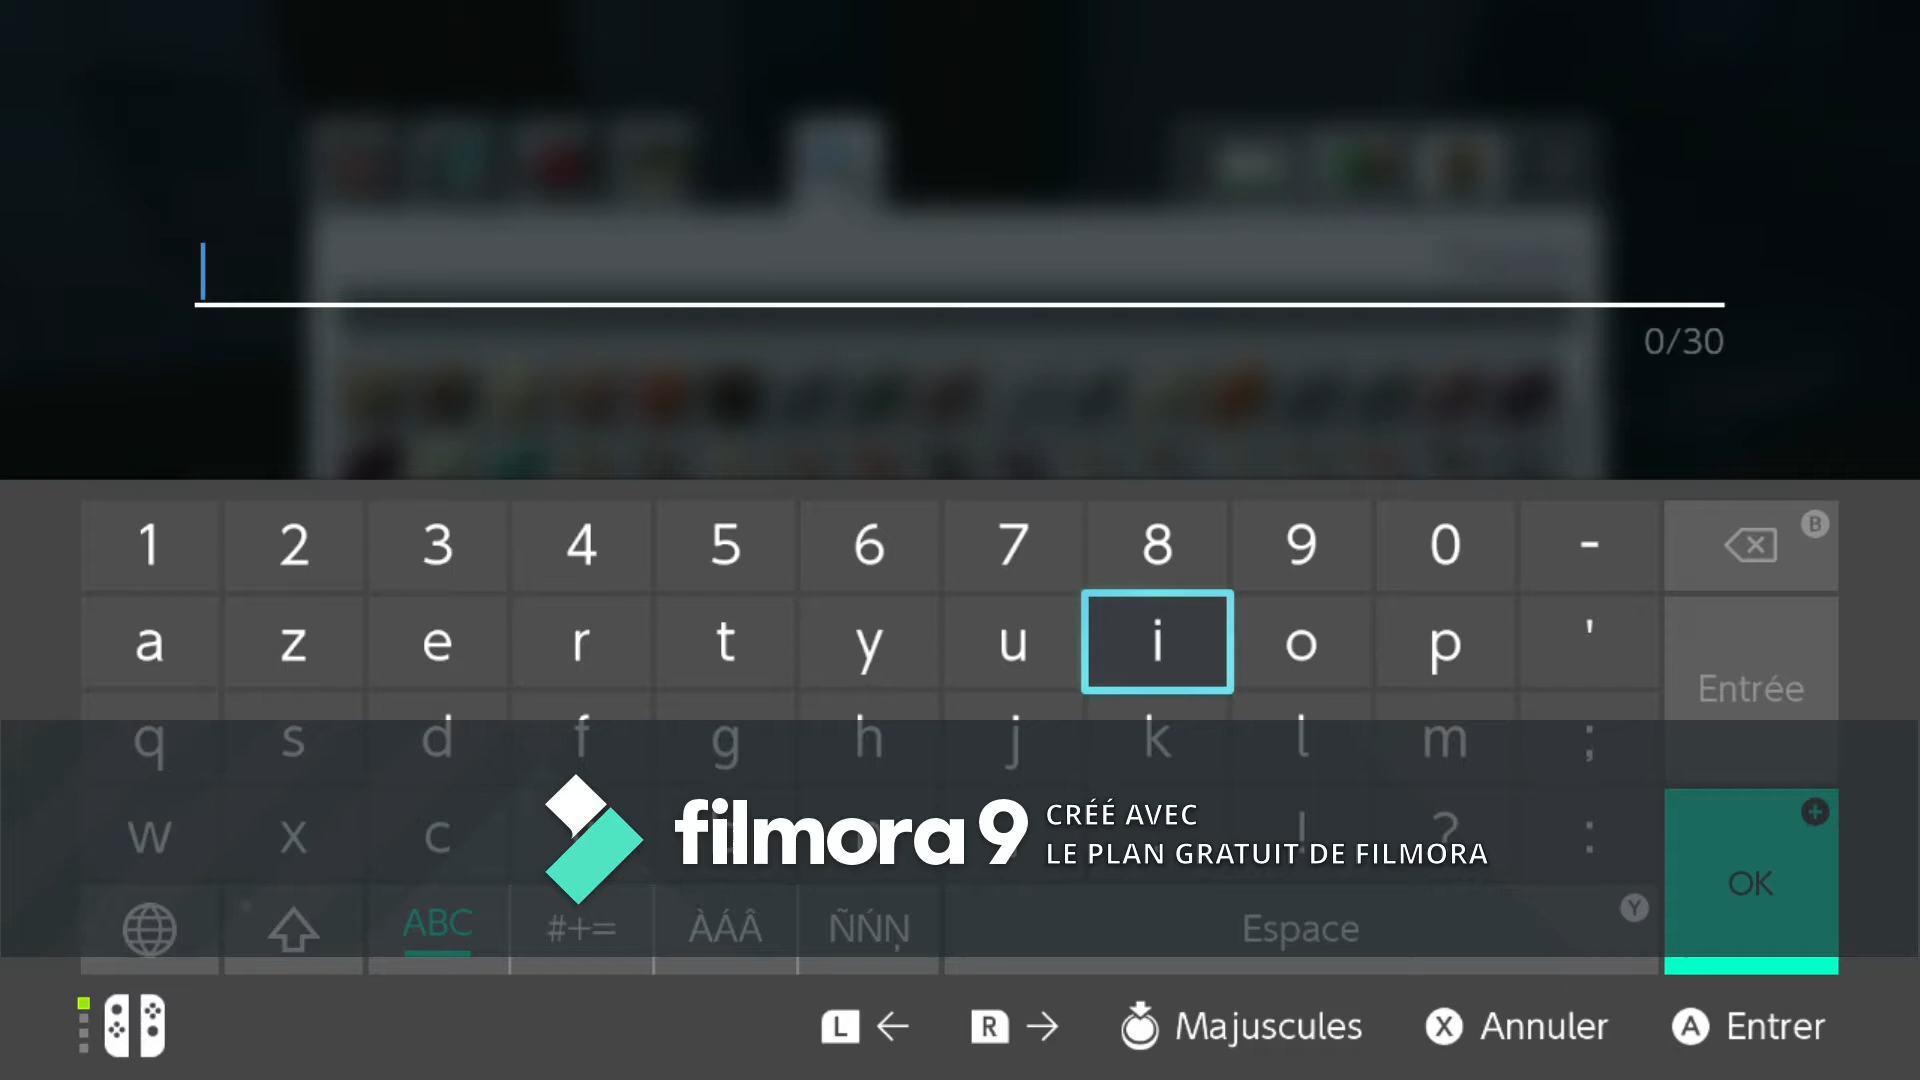 0/30
1 2 3 4 5 6 7 8 9 0 - B
a z e r t y u i o p '
Entrée
q s d f g h j k l m ;
w x c ! ? :
filmora 9 CRÉÉ AVEC
LE PLAN GRATUIT DE FILMORA
OK
ABC #+= ÀÁÂ ÑŃŅ Espace Y
L ← R → Majuscules X Annuler A Entrer